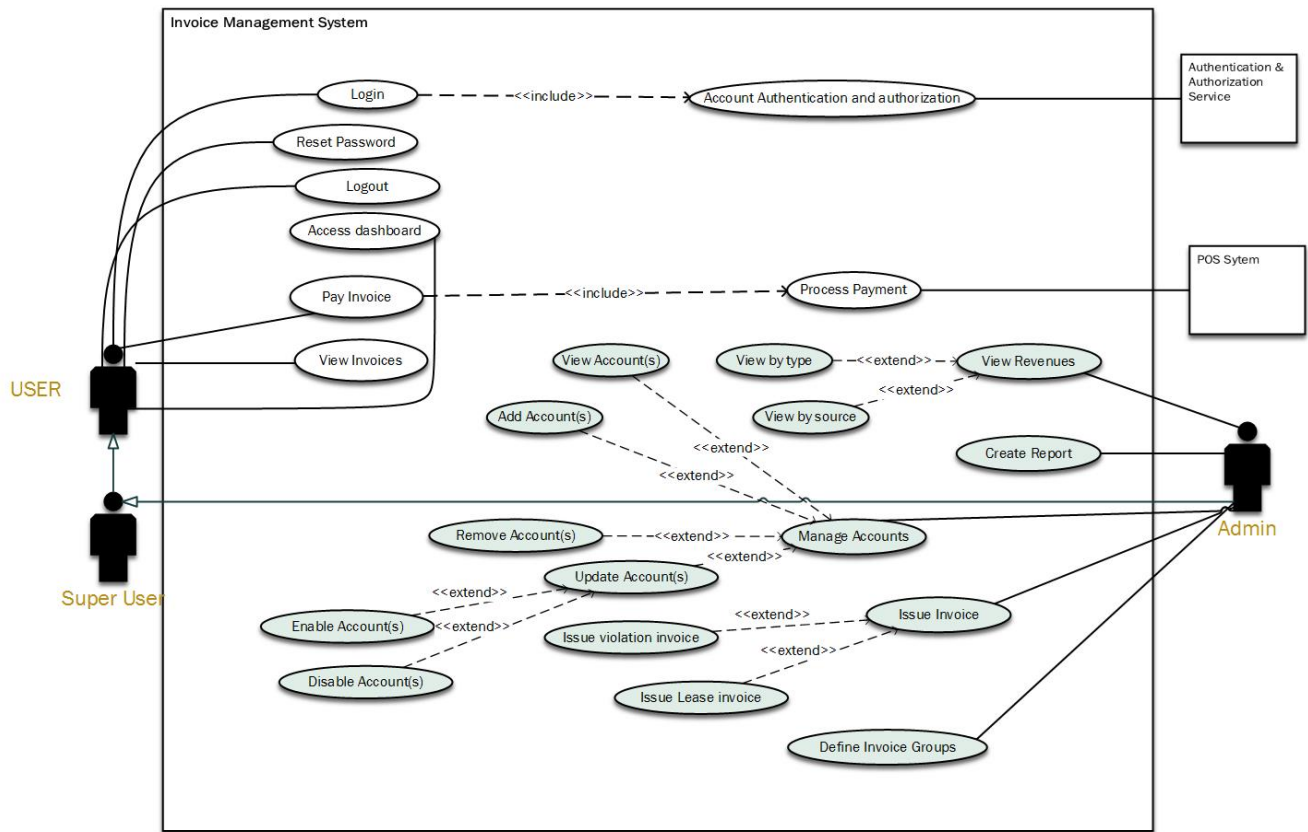 Invoice Management System
Authentication &
Authorization
Service
Login
<<include>>
Account Authentication and authorization
Reset Password
Logout
Access dashboard
POS Sytem
Pay Invoice
<<include>>
Process Payment
View Invoices
View Account(s)
View by type
<<extend>>
View Revenues
USER
Add Account(s)
View by source
<<extend>>
<<extend>>
Create Report
<<extend>>
Remove Account(s)
<<extend>>
Manage Accounts
Admin
<<extend>>
Update Account(s)
Super User
<<extend>>
Enable Account(s)
<<extend>>
Issue violation invoice
<<extend>>
Issue Invoice
<<extend>>
Disable Account(s)
Issue Lease invoice
Define Invoice Groups